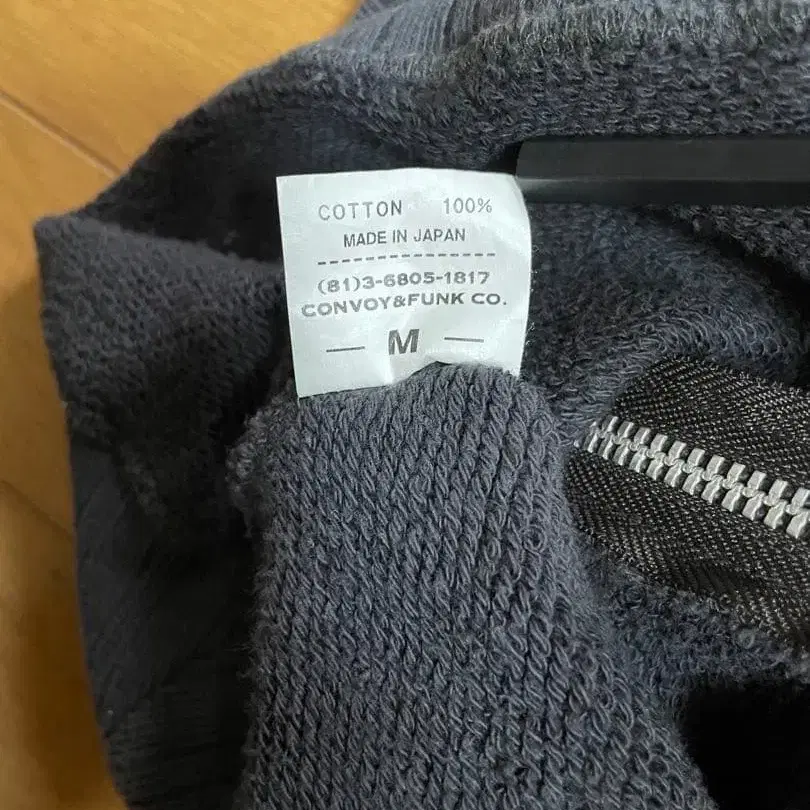 COTTON 100%
MADE IN JAPAN
(81)3-6805-1817
CONVOY&FUNK CO.
— M —